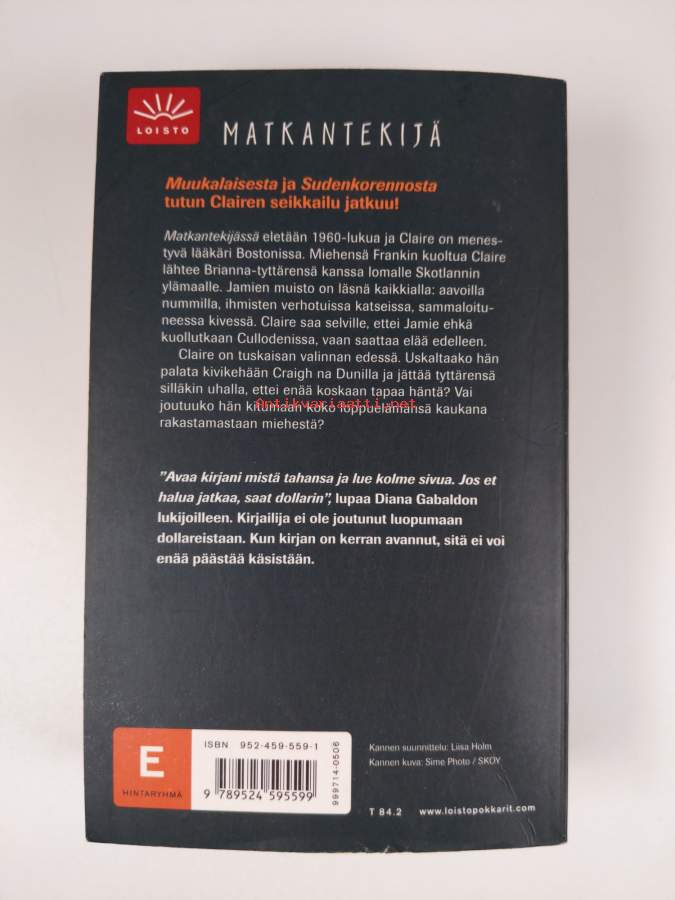 LOISTO
MATKANTEKIJÄ
Muukalaisesta ja Sudenkorennosta
tutun Clairen seikkailu jatkuu!
Matkantekijässä eletään 1960-lukua ja Claire on menes-
tyvä lääkäri Bostonissa. Miehensä Frankin kuoltua Claire
lähtee Brianna-tyttärensä kanssa lomalle Skotlannin
ylämaalle. Jamien muisto on läsnä kaikkialla: aavoilla
nummilla, ihmisten verhotuissa katseissa, sammaloitu-
neessa kivessä. Claire saa selville, ettei Jamie ehkä
kuollutkaan Cullodenissa, vaan saattaa elää edelleen.
Claire on tuskaisan valinnan edessä. Uskaltaako hän
palata kivikehään Craigh na Dunilla ja jättää tyttärensä
silläkin uhalla, ettei enää koskaan tapaa häntä? Vai
joutuuko hän kitumaan koko loppuelämänsä kaukana
Antikvariaatti.net
rakastamastaan miehestä?
"Avaa kirjani mistä tahansa ja lue kolme sivua. Jos et
halua jatkaa, saat dollarin", lupaa Diana Gabaldon
lukijoilleen. Kirjailija ei ole joutunut luopumaan
dollareistaan. Kun kirjan on kerran avannut, sitä ei voi
enää päästää käsistään.
E
HINTARYHMÄ
ISBN 952-459-559-1
9 789524 595599
999714-0506
Kannen suunnittelu: Liisa Holm
Kannen kuva: Sime Photo / SKOY
T 84.2 www.loistopokkarit.com